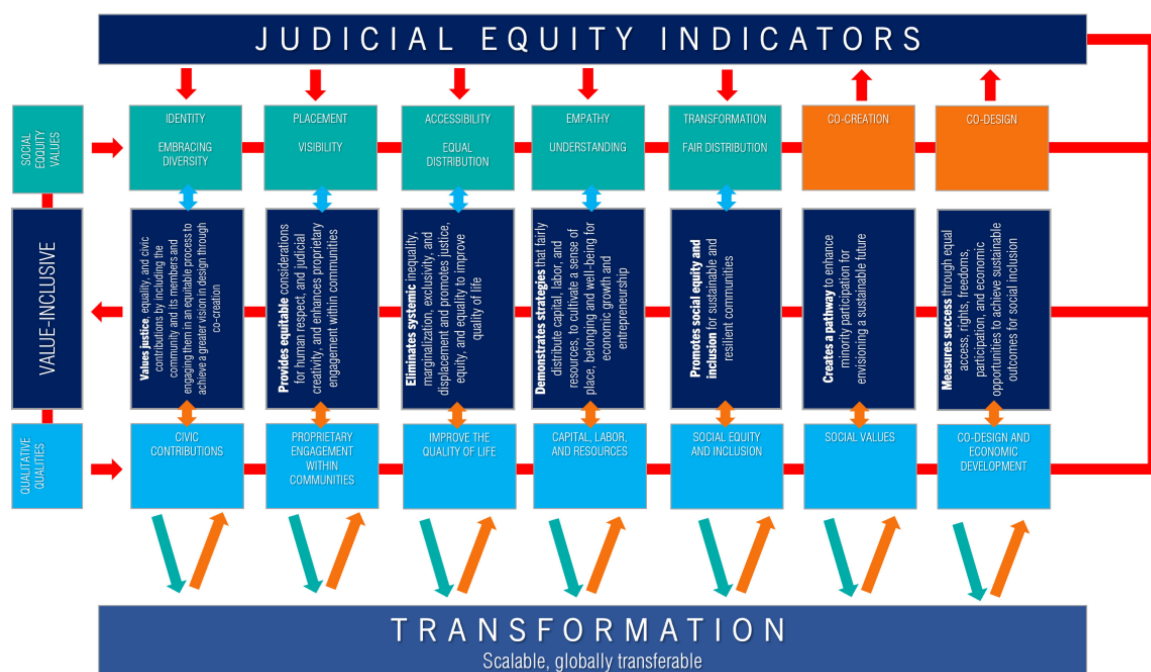 JUDICIAL EQUITY INDICATORS
SOCIAL
EQUITY
VALUES
IDENTITY
EMBRACING
DIVERSITY
PLACEMENT
VISIBILITY
ACCESSIBILITY
EQUAL
DISTRIBUTION
EMPATHY
UNDERSTANDING
TRANSFORMATION
FAIR DISTRIBUTION
CO-CREATION
CO-DESIGN
VALUE-INCLUSIVE
Values justice, equality, and civic
contributions by including the
community and its members and
engaging them in an equitable process to
achieve a greater vision in design through
co-creation
Provides equitable considerations
for human respect, and judicial
creativity, and enhances proprietary
engagement within communities
Eliminates systemic inequality,
marginalization, exclusivity, and
displacement and promotes justice,
equity, and equality to improve
quality of life
Demonstrates strategies that fairly
distribute capital, labor, and
resources, to cultivate a sense of
place, belonging and well-being for
economic growth and
entrepreneurship
Promotes social equity and
inclusion for sustainable and
resilient communities
Creates a pathway to enhance
minority participation for
envisioning a sustainable future
Measures success through equal
access, rights, freedoms,
participation, and economic
opportunities to achieve sustainable
outcomes for social inclusion
QUALITATIVE
QUALITIES
CIVIC
CONTRIBUTIONS
PROPRIETARY
ENGAGEMENT
WITHIN
COMMUNITIES
IMPROVE THE
QUALITY OF LIFE
CAPITAL, LABOR,
AND RESOURCES
SOCIAL EQUITY
AND INCLUSION
SOCIAL VALUES
CO-DESIGN AND
ECONOMIC
DEVELOPMENT
TRANSFORMATION
Scalable, globally transferable